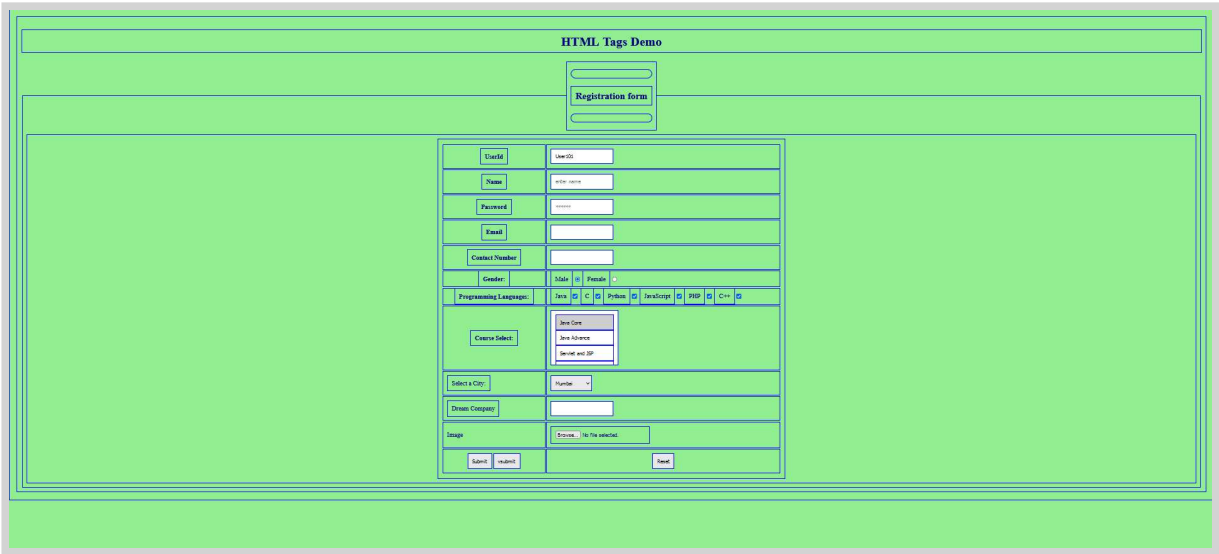 HTML Tags Demo
Registration form
UserId User101
Name enter name
Password ******
Email
Contact Number
Gender: Male Female
Programming Languages: Java C Python JavaScript PHP C++
Course Select: Java Core
Java Advance
Servlet and JSP
Select a City: Mumbai
Dream Company
Image Browse... No file selected.
Submit vsubmit Reset